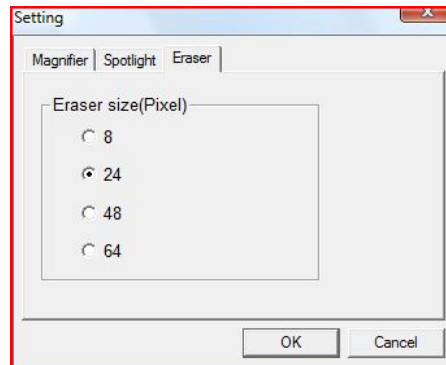 Setting
Magnifier Spotlight Eraser
Eraser size(Pixel)
8
24
48
64
OK Cancel